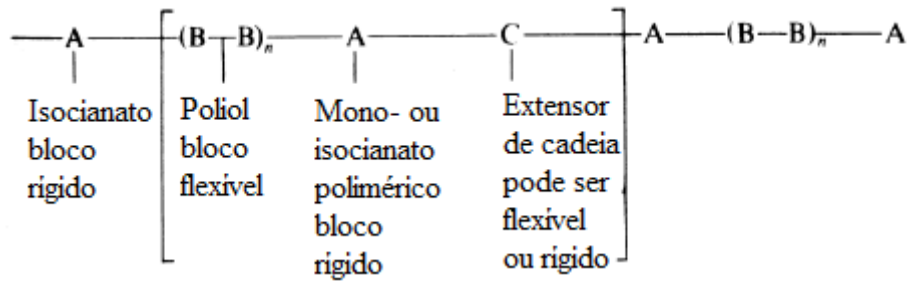 —A—(B—B)ₙ—A—C—A—(B—B)ₙ—A
Isocianato
bloco
rígido
Poliol
bloco
flexível
Mono- ou
isocianato
polimérico
bloco
rígido
Extensor
de cadeia
pode ser
flexível
ou rígido